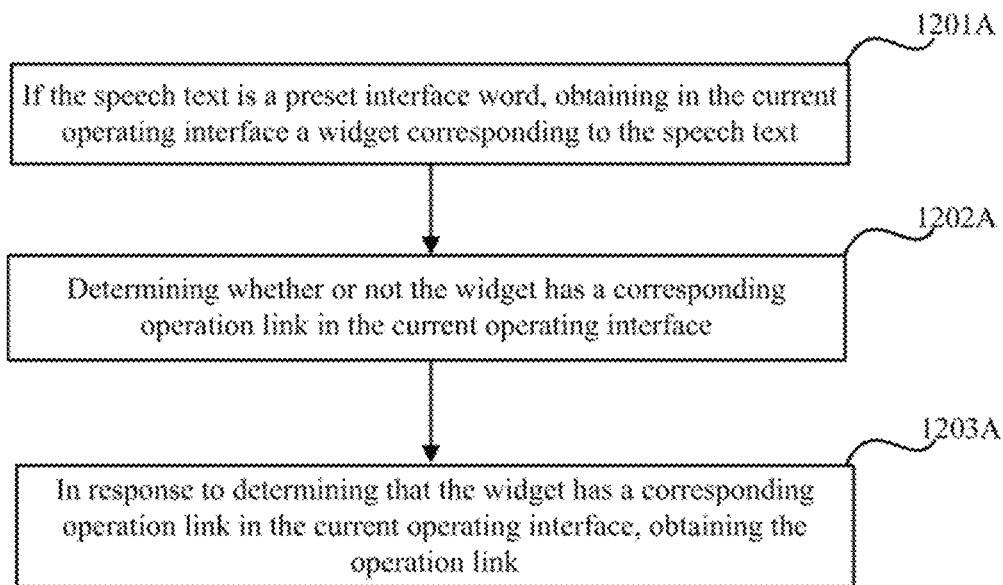 1201A
If the speech text is a preset interface word, obtaining in the current
operating interface a widget corresponding to the speech text
1202A
Determining whether or not the widget has a corresponding
operation link in the current operating interface
1203A
In response to determining that the widget has a corresponding
operation link in the current operating interface, obtaining the
operation link